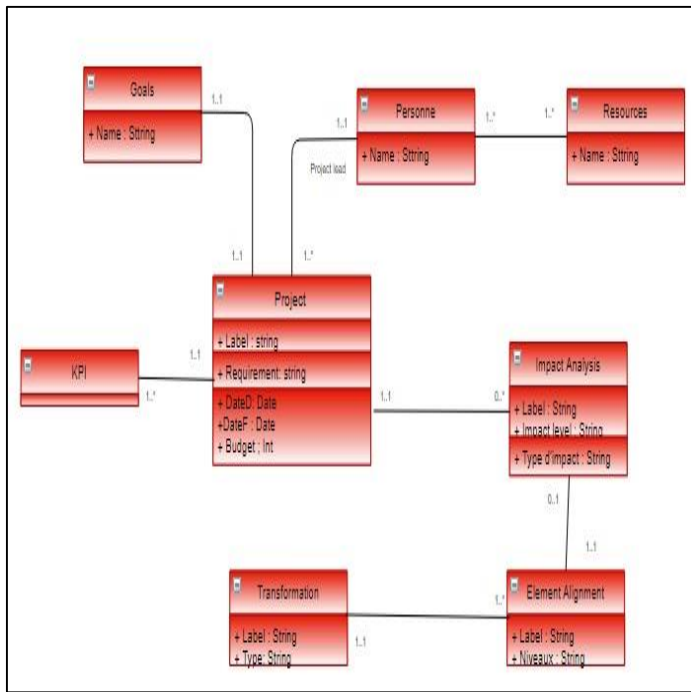 Goals
1..1
+ Name : Sttring
Personne
1..1
1..*
+ Name : Sttring
Project lead
Resources
1..*
+ Name : Sttring
1..1
1..*
Project
+ Label : string
+ Requirement: string
+ DateD: Date
+DateF : Date
+ Budget ; Int
KPI
1..1
1..*
Impact Analysis
1..1
0..*
+ Label : String
+ Impact level : String
+ Type d'impact : String
0..1
1..1
Transformation
+ Label : String
+ Type: String
1..1
1..*
Element Alignment
+ Label : String
+ Niveaux : String